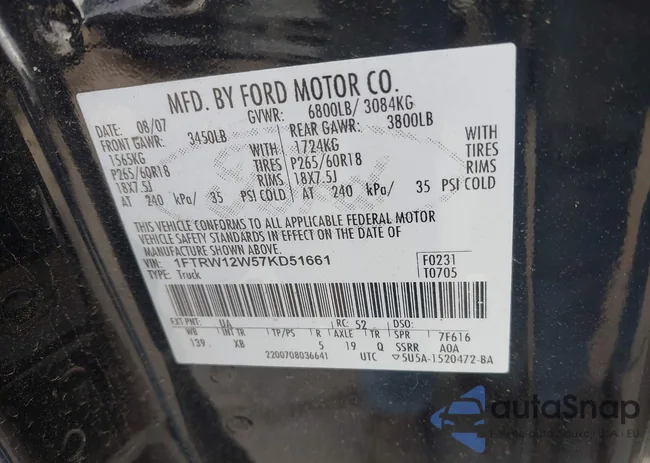 MFD. BY FORD MOTOR CO.
DATE: 08/07 GVWR: 6800LB/ 3084KG
FRONT GAWR: 3450LB REAR GAWR: 3800LB
1565KG WITH 1724KG WITH
P265/60R18 TIRES P265/60R18 TIRES
18X7.5J RIMS 18X7.5J RIMS
AT 240 kPa/ 35 PSI COLD AT 240 kPa/ 35 PSI COLD
THIS VEHICLE CONFORMS TO ALL APPLICABLE FEDERAL MOTOR
VEHICLE SAFETY STANDARDS IN EFFECT ON THE DATE OF
MANUFACTURE SHOWN ABOVE.
VIN: 1FTRW12W57KD51661 F0231
TYPE: Truck T0705
EXT PNT: UA RC: 52 DSO:
WB INT TR TP/PS R AXLE TR SPR 7F616
139 XB 5 19 Q SSRR A0A
2200708036641 UTC 5U5A-1520472-BA
autoSnap
USA - EU